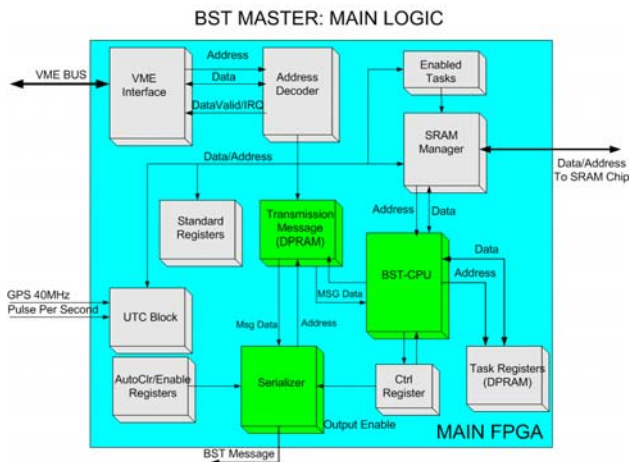 BST MASTER: MAIN LOGIC
VME BUS
VME
Interface
Address
Data
DataValid/IRQ
Address
Decoder
Enabled
Tasks
SRAM
Manager
Data/Address
To SRAM Chip
Data/Address
Standard
Registers
Transmission
Message
(DPRAM)
Address
Data
BST-CPU
Data
Address
MSG Data
GPS 40MHz
Pulse Per Second
UTC Block
Msg Data
Address
AutoClr/Enable
Registers
Serializer
Ctrl
Register
Task Registers
(DPRAM)
Output Enable
MAIN FPGA
BST Message